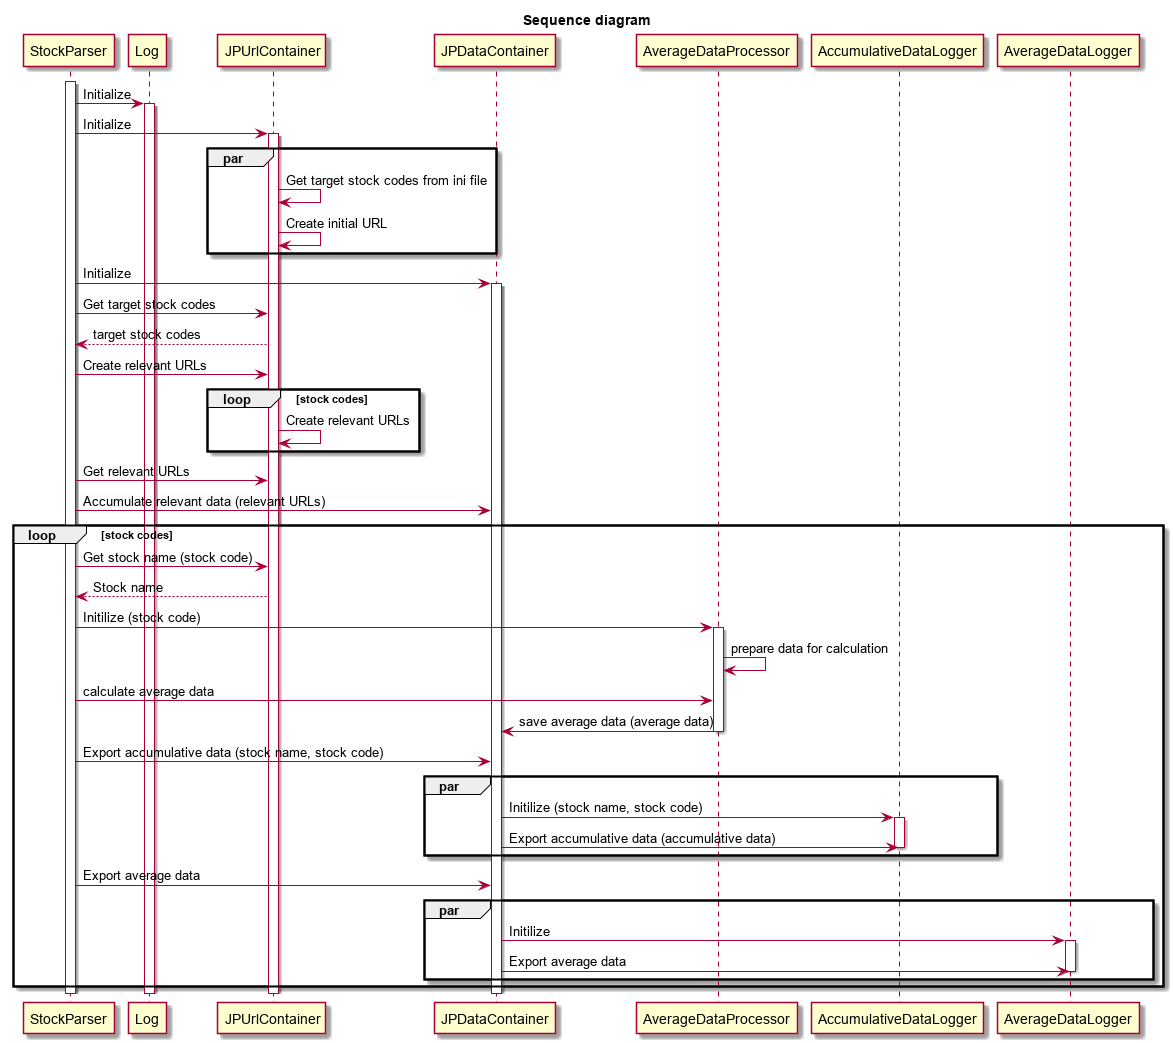 Sequence diagram
StockParser
Log
JPUrlContainer
JPDataContainer
AverageDataProcessor
AccumulativeDataLogger
AverageDataLogger
Initialize
Initialize
par
Get target stock codes from ini file
Create initial URL
Initialize
Get target stock codes
target stock codes
Create relevant URLs
loop
[stock codes]
Create relevant URLs
Get relevant URLs
Accumulate relevant data (relevant URLs)
loop
[stock codes]
Get stock name (stock code)
Stock name
Initilize (stock code)
prepare data for calculation
calculate average data
save average data (average data)
Export accumulative data (stock name, stock code)
par
Initilize (stock name, stock code)
Export accumulative data (accumulative data)
Export average data
par
Initilize
Export average data
StockParser
Log
JPUrlContainer
JPDataContainer
AverageDataProcessor
AccumulativeDataLogger
AverageDataLogger